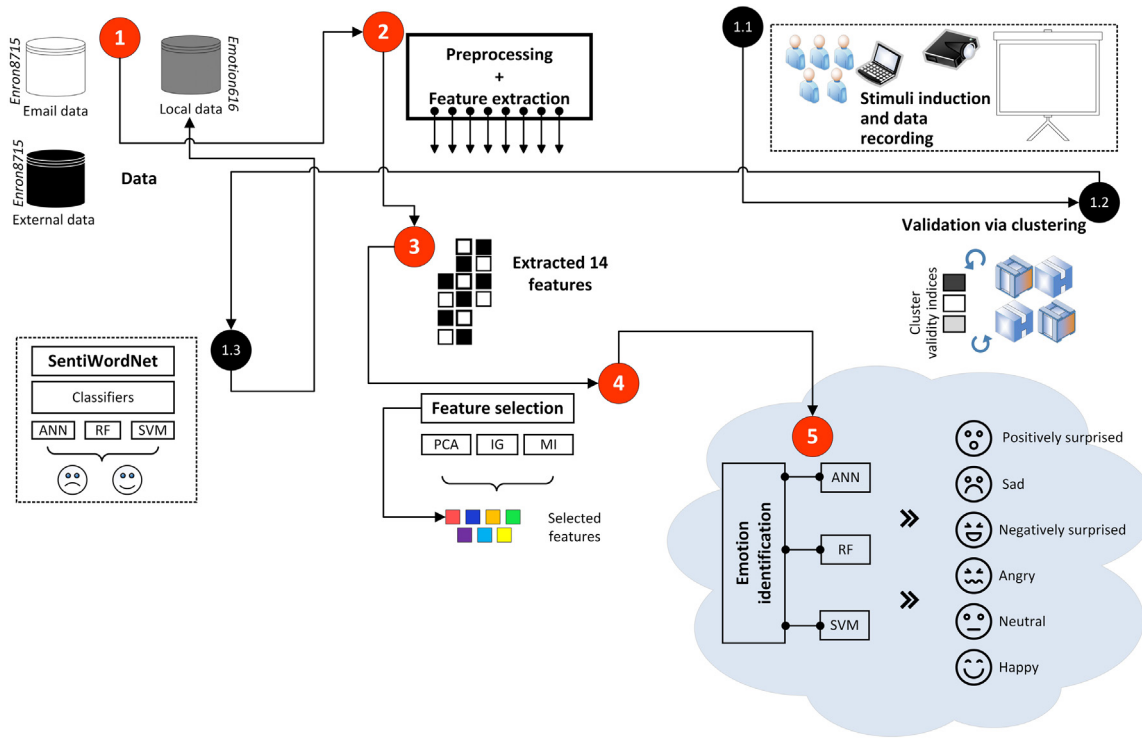 Enron8715
Email data
1
Emotion616
Local data
Enron8715
External data
Data
2
Preprocessing
+
Feature extraction
1.1
Stimuli induction
and data
recording
1.2
Validation via clustering
Cluster
validity indices
3
Extracted 14
features
1.3
SentiWordNet
Classifiers
ANN RF SVM
4
Feature selection
PCA IG MI
Selected
features
5
Emotion
identification
ANN
RF
SVM
Positively surprised
Sad
Negatively surprised
Angry
Neutral
Happy